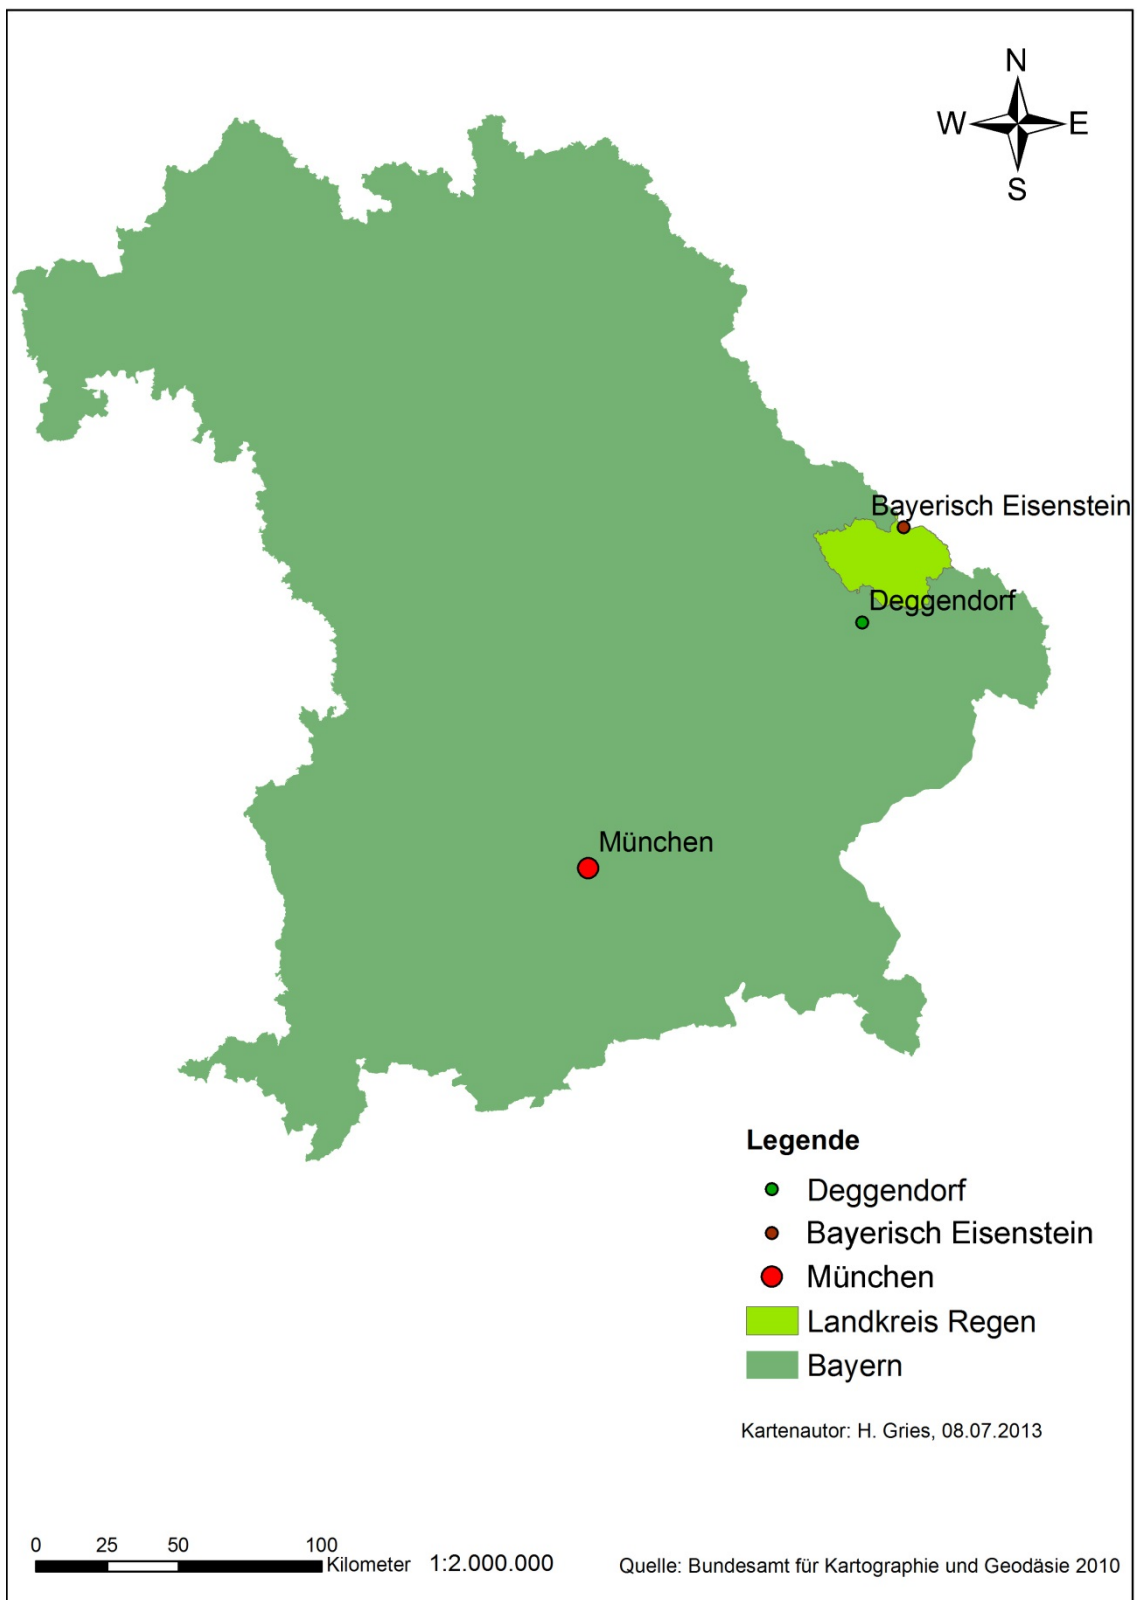 N
W E
S
Bayerisch Eisenstein
Deggendorf
München
Legende
Deggendorf
Bayerisch Eisenstein
München
Landkreis Regen
Bayern
Kartenautor: H. Gries, 08.07.2013
0 25 50 100
Kilometer 1:2.000.000
Quelle: Bundesamt für Kartographie und Geodäsie 2010